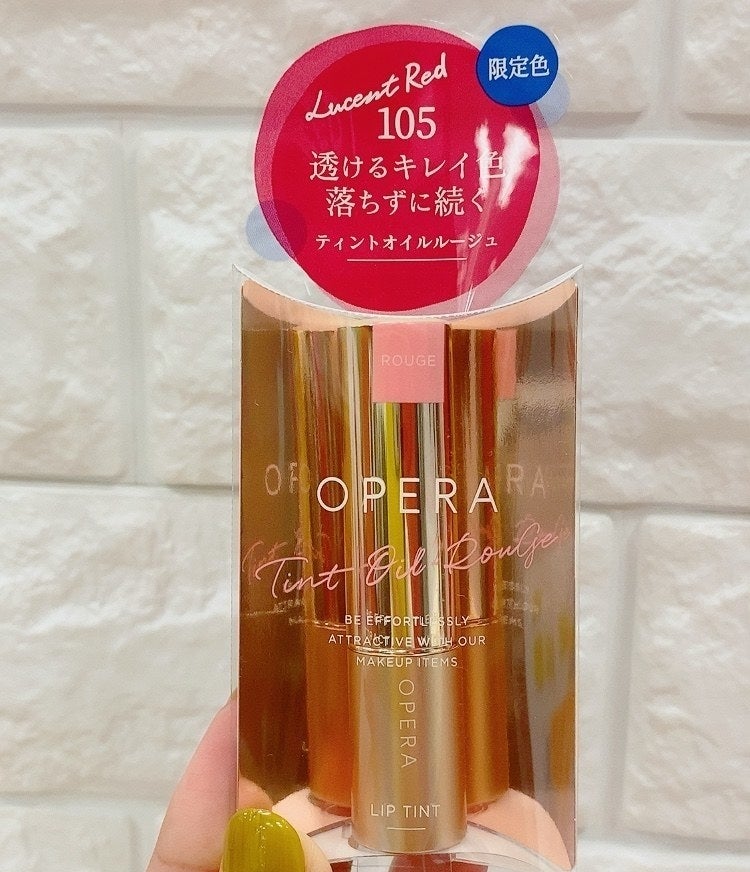 Lucent Red
限定色
105
透けるキレイ色
落ちずに続く
ティントオイルルージュ
ROUGE
OPERA
Tint Oil Rouge
BE EFFORTLESSLY
ATTRACTIVE WITH OUR
MAKEUP ITEMS
OPERA
LIP TINT